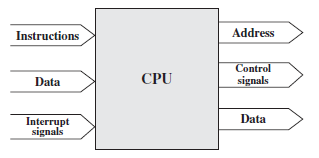 Instructions
Data
Interrupt
signals
CPU
Address
Control
signals
Data